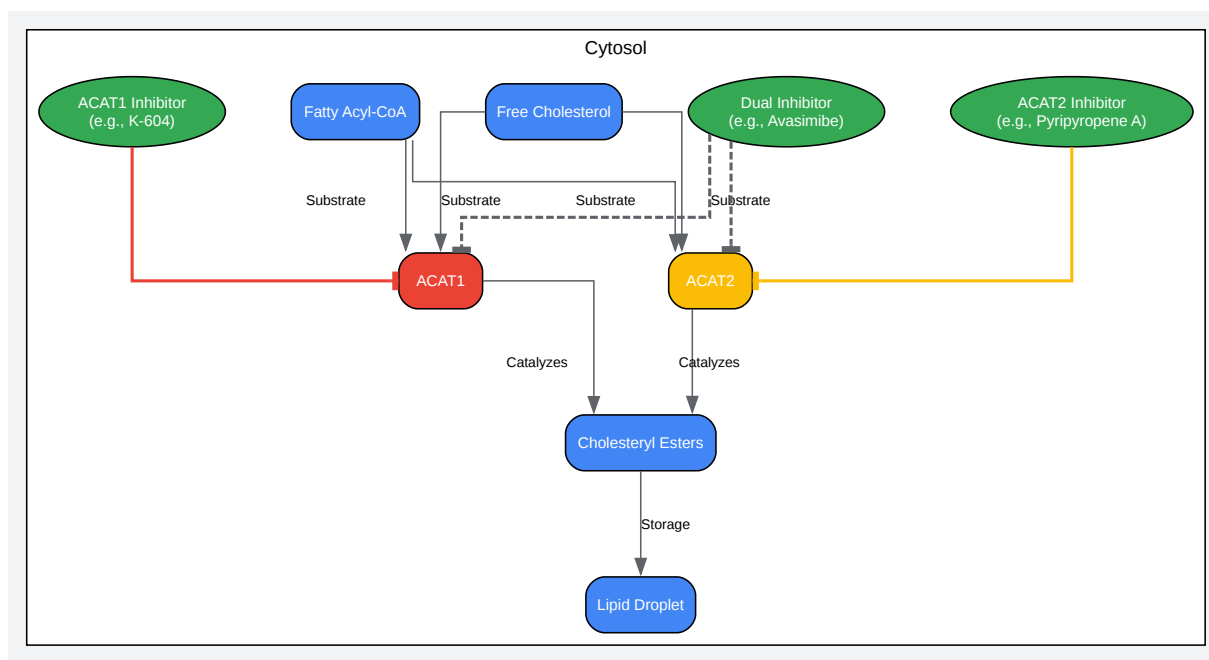 Cytosol
ACAT1 Inhibitor
(e.g., K-604)
Fatty Acyl-CoA
Free Cholesterol
Dual Inhibitor
(e.g., Avasimibe)
ACAT2 Inhibitor
(e.g., Pyripyropene A)
Substrate
Substrate
Substrate
Substrate
ACAT1
ACAT2
Catalyzes
Catalyzes
Cholesteryl Esters
Storage
Lipid Droplet